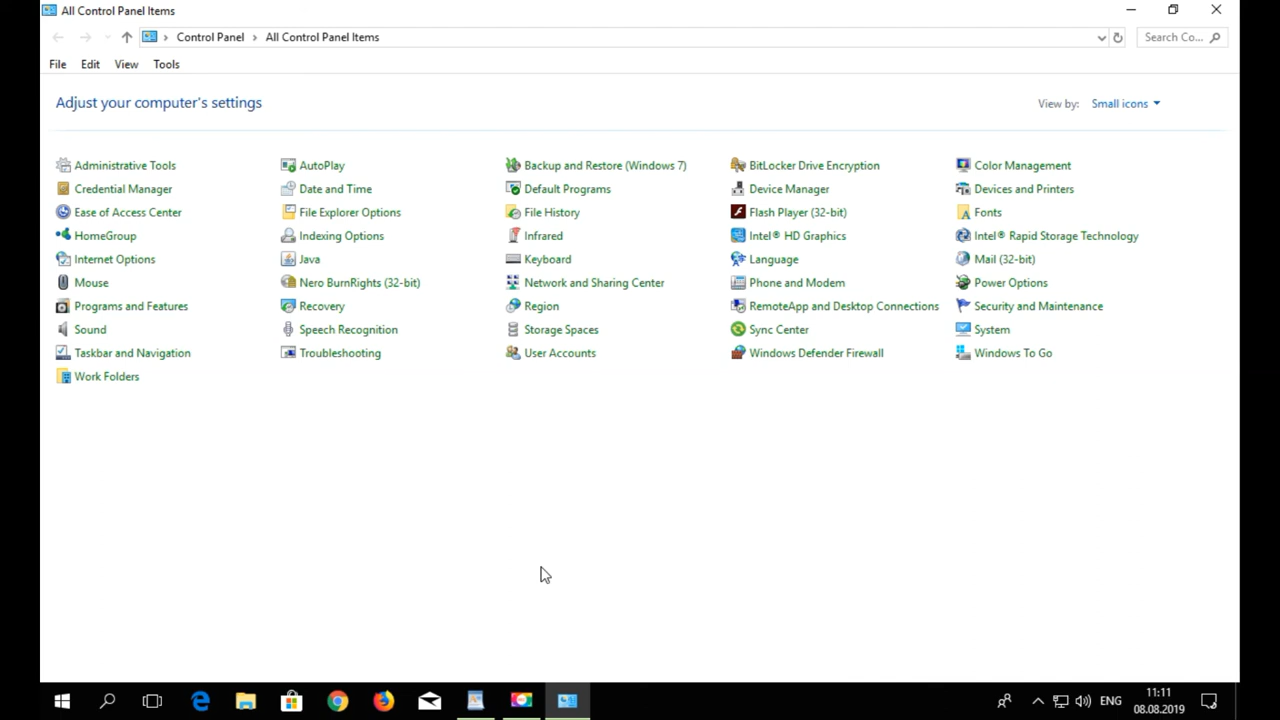 All Control Panel Items
Control Panel > All Control Panel Items
Search Co...
File Edit View Tools
Adjust your computer's settings
View by: Small icons
Administrative Tools AutoPlay Backup and Restore (Windows 7) BitLocker Drive Encryption Color Management
Credential Manager Date and Time Default Programs Device Manager Devices and Printers
Ease of Access Center File Explorer Options File History Flash Player (32-bit) Fonts
HomeGroup Indexing Options Infrared Intel® HD Graphics Intel® Rapid Storage Technology
Internet Options Java Keyboard Language Mail (32-bit)
Mouse Nero BurnRights (32-bit) Network and Sharing Center Phone and Modem Power Options
Programs and Features Recovery Region RemoteApp and Desktop Connections Security and Maintenance
Sound Speech Recognition Storage Spaces Sync Center System
Taskbar and Navigation Troubleshooting User Accounts Windows Defender Firewall Windows To Go
Work Folders
ENG
11:11
08.08.2019